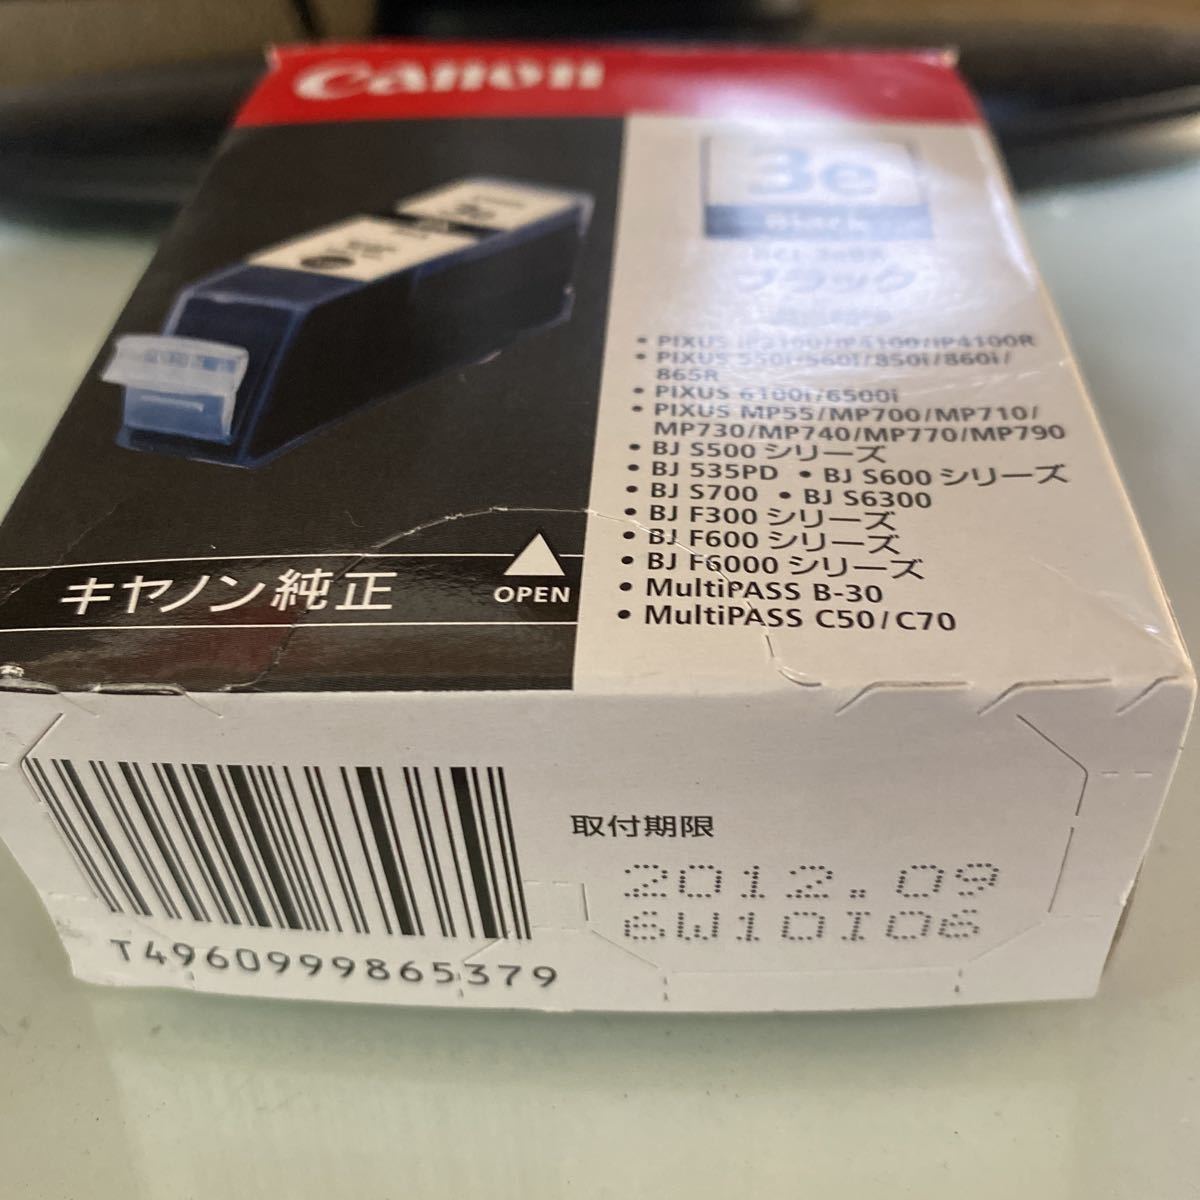 Canon
3e
Black
ブラック
• PIXUS iP3100/iP4100/iP4100R
• PIXUS 550i/560i/850i/860i/
865R
• PIXUS 6100i/6500i
• PIXUS MP55/MP700/MP710/
MP730/MP740/MP770/MP790
• BJ S500 シリーズ
• BJ 535PD • BJ S600 シリーズ
• BJ S700 • BJ S6300
• BJ F300 シリーズ
• BJ F600 シリーズ
• BJ F6000 シリーズ
• MultiPASS B-30
• MultiPASS C50/C70
キヤノン純正
OPEN
取付期限
2012.09
6W10I06
T4960999865379